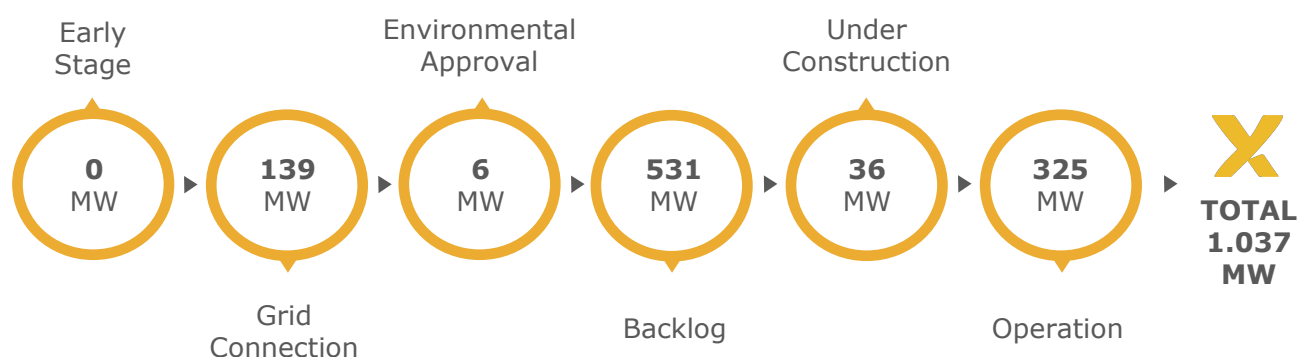 Early
Stage
Environmental
Approval
Under
Construction
0
MW
139
MW
6
MW
531
MW
36
MW
325
MW
TOTAL
1.037
MW
Grid
Connection
Backlog
Operation